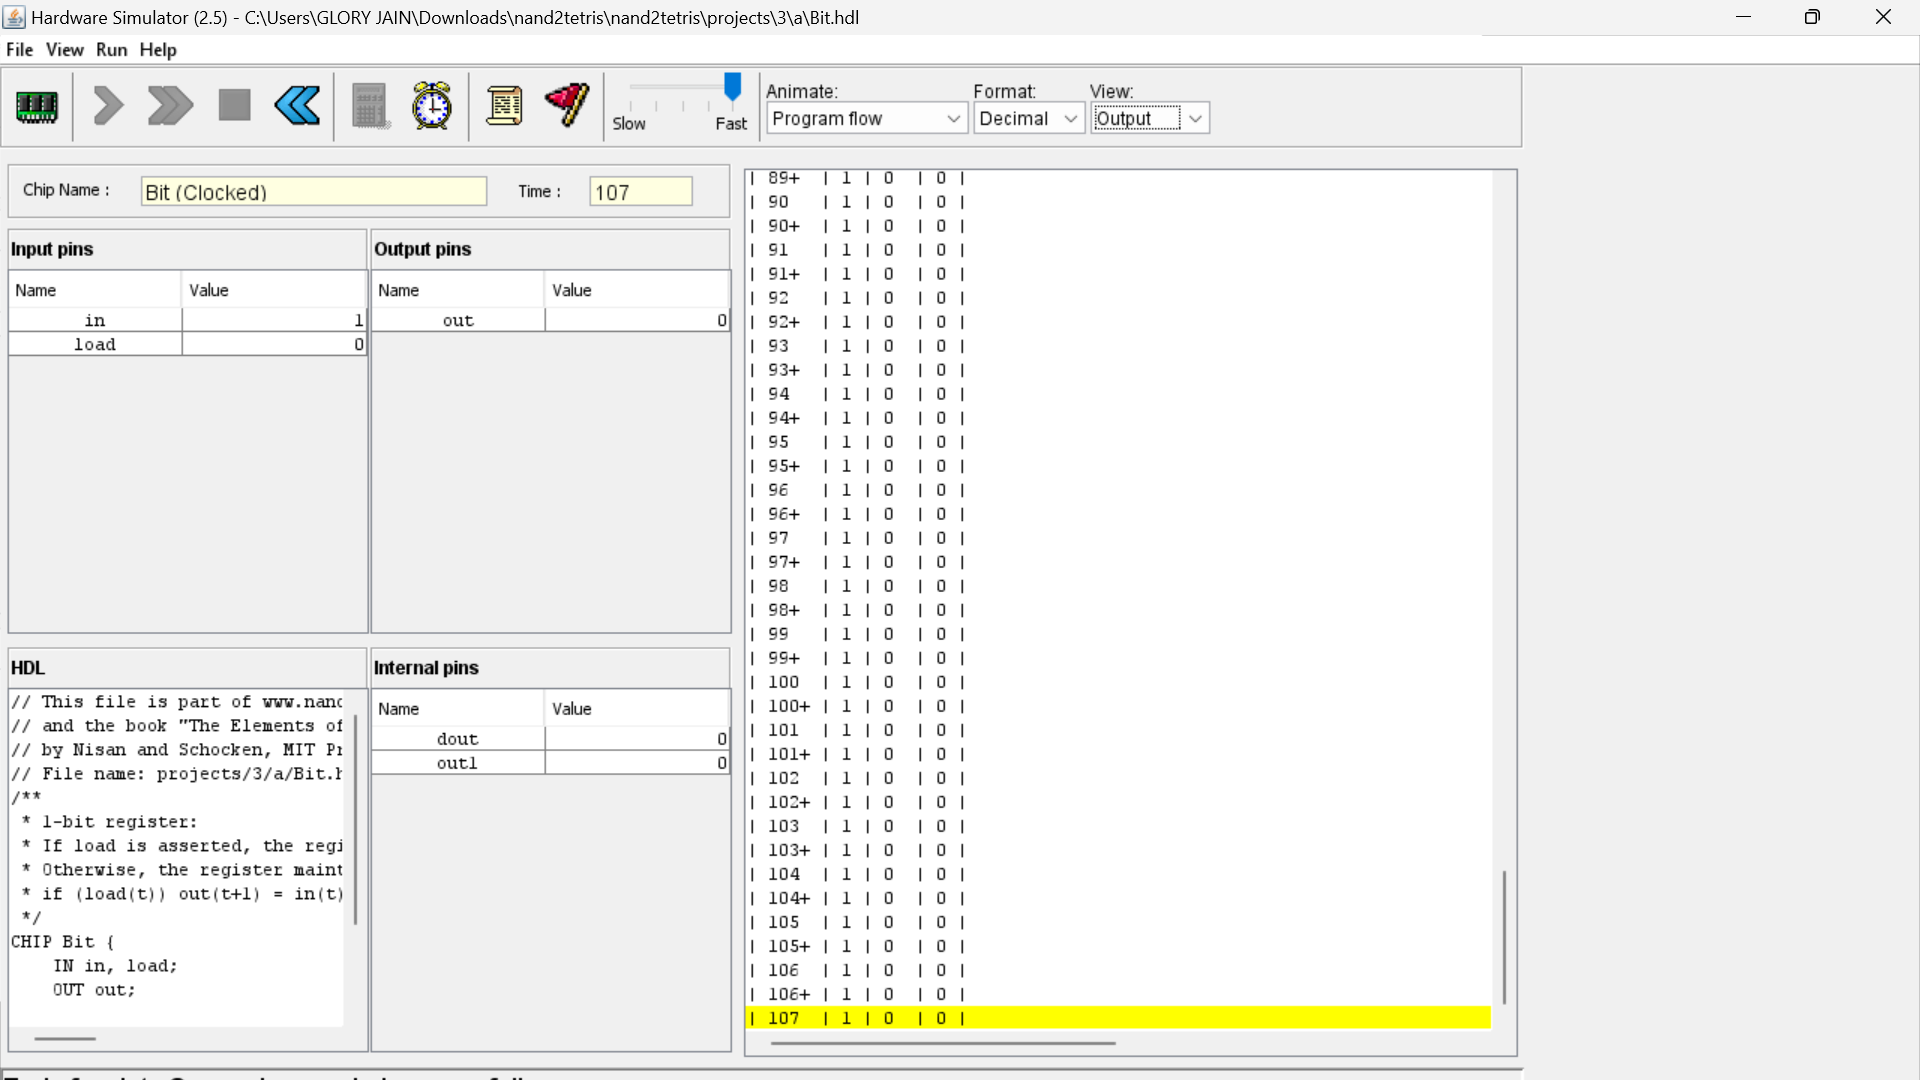 Hardware Simulator (2.5) - C:\Users\GLORY JAIN\Downloads\nand2tetris\nand2tetris\projects\3\a\Bit.hdl
File View Run Help
Slow Fast
Animate: Format: View:
Program flow Decimal Output
Chip Name : Bit (Clocked) Time : 107
Input pins
Name Value
in 1
load 0
Output pins
Name Value
out 0
HDL
// This file is part of www.nand
// and the book "The Elements of
// by Nisan and Schocken, MIT Pr
// File name: projects/3/a/Bit.h
/**
* 1-bit register:
* If load is asserted, the regi
* Otherwise, the register maint
* if (load(t)) out(t+1) = in(t)
*/
CHIP Bit {
IN in, load;
OUT out;
Internal pins
Name Value
dout 0
out1 0
| 89+ | 1 | 0 | 0 |
| 90 | 1 | 0 | 0 |
| 90+ | 1 | 0 | 0 |
| 91 | 1 | 0 | 0 |
| 91+ | 1 | 0 | 0 |
| 92 | 1 | 0 | 0 |
| 92+ | 1 | 0 | 0 |
| 93 | 1 | 0 | 0 |
| 93+ | 1 | 0 | 0 |
| 94 | 1 | 0 | 0 |
| 94+ | 1 | 0 | 0 |
| 95 | 1 | 0 | 0 |
| 95+ | 1 | 0 | 0 |
| 96 | 1 | 0 | 0 |
| 96+ | 1 | 0 | 0 |
| 97 | 1 | 0 | 0 |
| 97+ | 1 | 0 | 0 |
| 98 | 1 | 0 | 0 |
| 98+ | 1 | 0 | 0 |
| 99 | 1 | 0 | 0 |
| 99+ | 1 | 0 | 0 |
| 100 | 1 | 0 | 0 |
| 100+ | 1 | 0 | 0 |
| 101 | 1 | 0 | 0 |
| 101+ | 1 | 0 | 0 |
| 102 | 1 | 0 | 0 |
| 102+ | 1 | 0 | 0 |
| 103 | 1 | 0 | 0 |
| 103+ | 1 | 0 | 0 |
| 104 | 1 | 0 | 0 |
| 104+ | 1 | 0 | 0 |
| 105 | 1 | 0 | 0 |
| 105+ | 1 | 0 | 0 |
| 106 | 1 | 0 | 0 |
| 106+ | 1 | 0 | 0 |
| 107 | 1 | 0 | 0 |